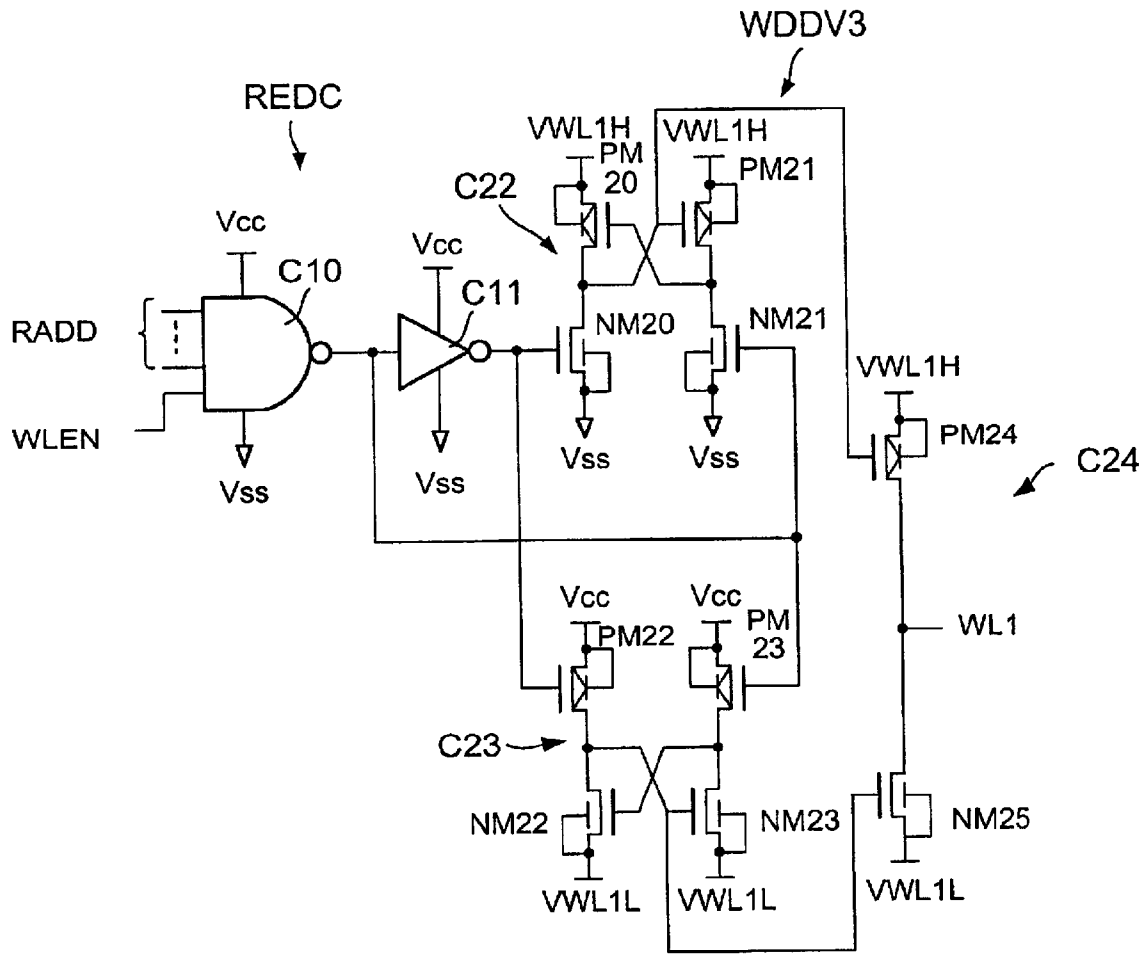 WDDV3
REDC
VWL1H
VWL1H
PM
20
PM21
C22
Vcc
Vcc
C10
C11
RADD
NM20
NM21
WLEN
Vss
Vss
Vss
Vss
VWL1H
PM24
C24
Vcc
Vcc
PM22
PM
23
WL1
C23
NM22
NM23
NM25
VWL1L
VWL1L
VWL1L